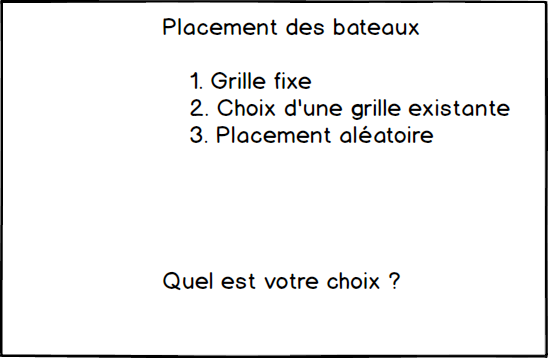 Placement des bateaux
1. Grille fixe
2. Choix d'une grille existante
3. Placement aléatoire
Quel est votre choix ?